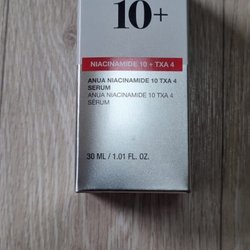 10+
NIACINAMIDE 10 + TXA 4
ANUA NIACINAMIDE 10 TXA 4
SERUM
ANUA NIACINAMIDE 10 TXA 4
SÉRUM
30 ML / 1.01 FL. OZ.